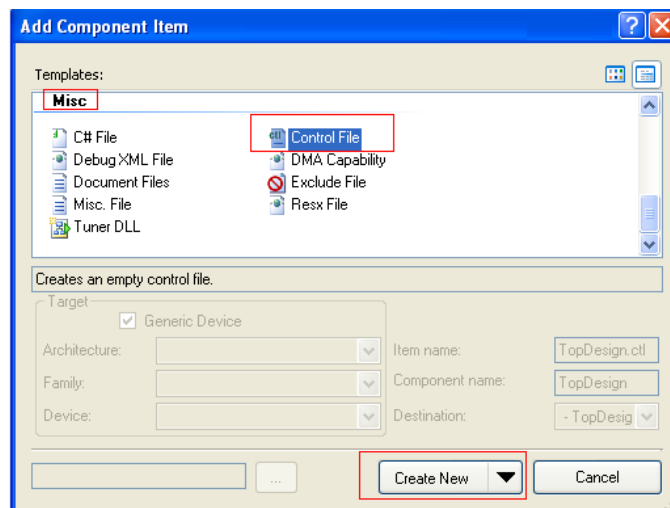 Add Component Item
Templates:
Misc
C# File
Control File
Debug XML File
DMA Capability
Document Files
Exclude File
Misc. File
Resx File
Tuner DLL
Creates an empty control file.
Target
Generic Device
Architecture:
Item name:
TopDesign.ctl
Family:
Component name:
TopDesign
Device:
Destination:
- TopDesig
...
Create New
Cancel